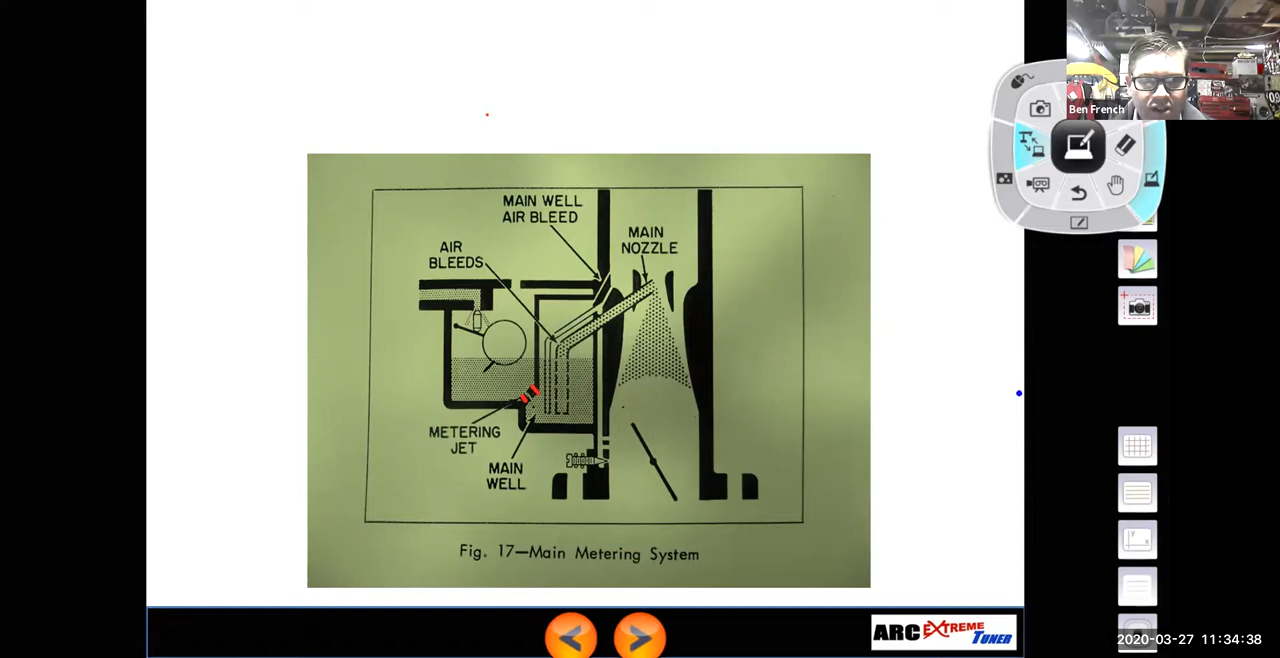 Ben French
MAIN WELL
AIR BLEED
MAIN
NOZZLE
AIR
BLEEDS
METERING
JET
MAIN
WELL
Fig. 17—Main Metering System
ARC EXTREME
TUNER
2020-03-27 11:34:38